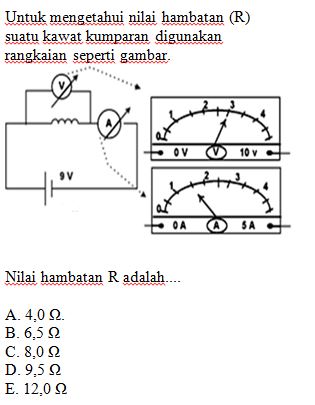 Untuk mengetahui nilai hambatan (R)
suatu kawat kumparan digunakan
rangkaian seperti gambar.
V
A
9 V
0 1 2 3 4
0 V V 10 V
0 1 2 3 4
0 A A 5 A
Nilai hambatan R adalah....
A. 4,0 Ω.
B. 6,5 Ω
C. 8,0 Ω
D. 9,5 Ω
E. 12,0 Ω